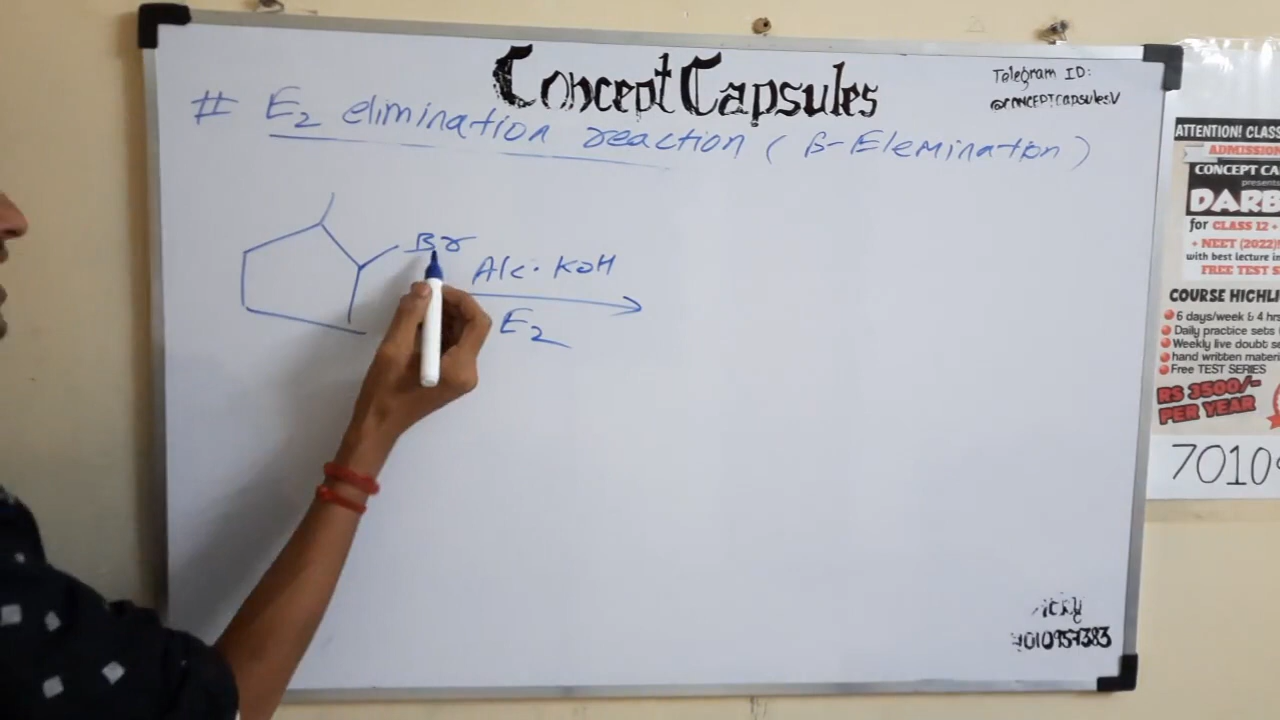 Concept Capsules
Telegram ID:
@CONCEPTCapsulesV
# E2 elimination reaction (β-Elemination)
Br
Alc. KOH
E2
ATTENTION! CLASS
ADMISSION
CONCEPT CA
presents
DARB
for CLASS 12 +
+ NEET (2022)
with best lecture in
FREE TEST S
COURSE HIGHLI
6 days/week & 4 hrs
Daily practice sets
Weekly live doubt se
hand written materi
Free TEST SERIES
RS 3500/-
PER YEAR
7010
7010957383